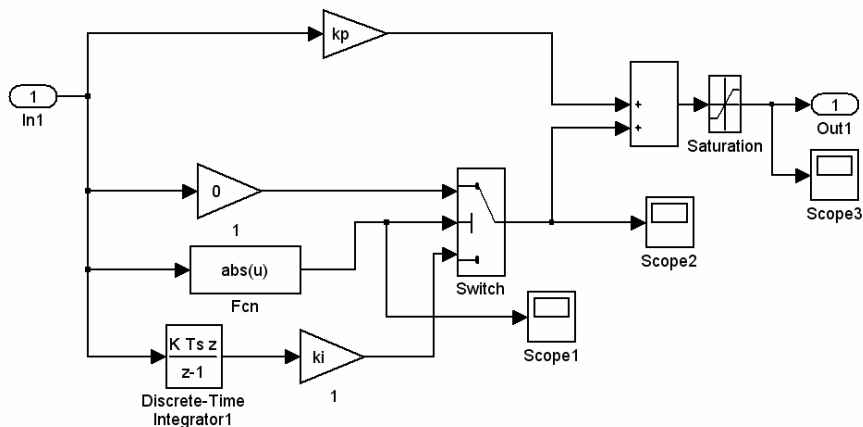 kp
1
In1
+
+
Saturation
1
Out1
Scope3
0
1
Switch
Scope2
abs(u)
Fcn
Scope1
K Ts z
z-1
Discrete-Time
Integrator1
ki
1